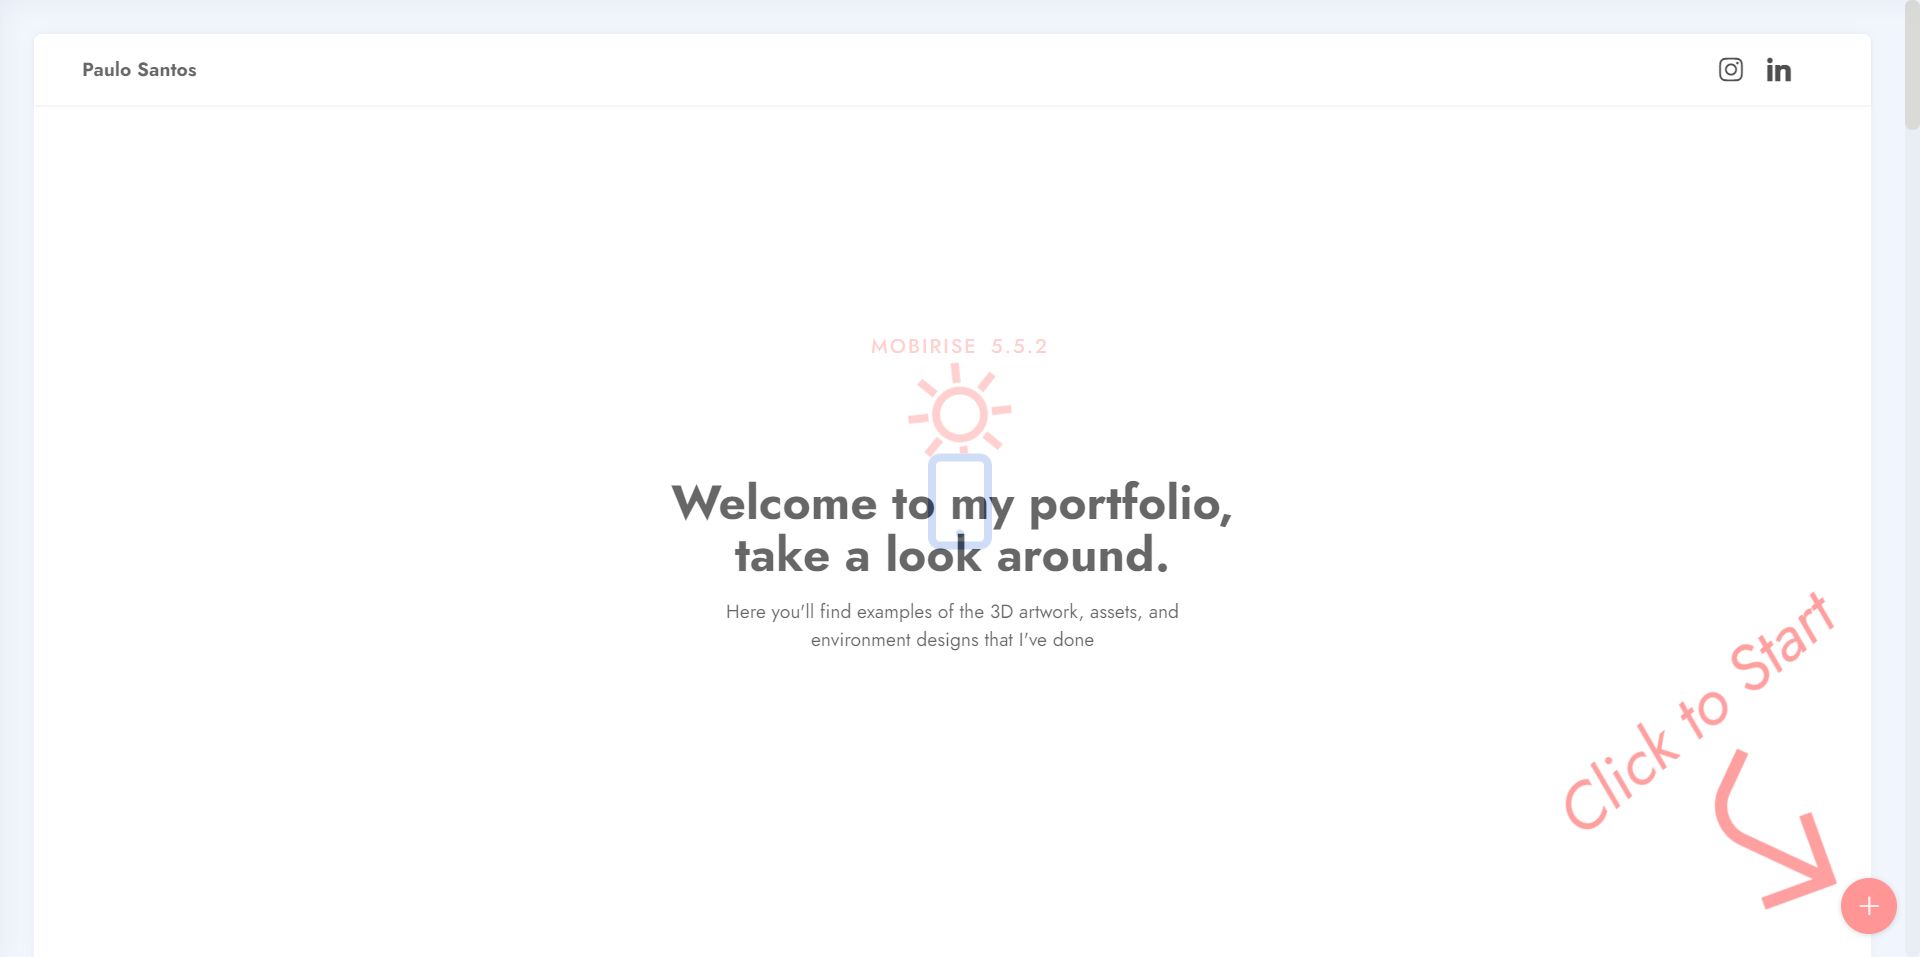 Paulo Santos
MOBIRISE 5.5.2
Welcome to my portfolio,
take a look around.
Here you'll find examples of the 3D artwork, assets, and
environment designs that I've done
Click to Start